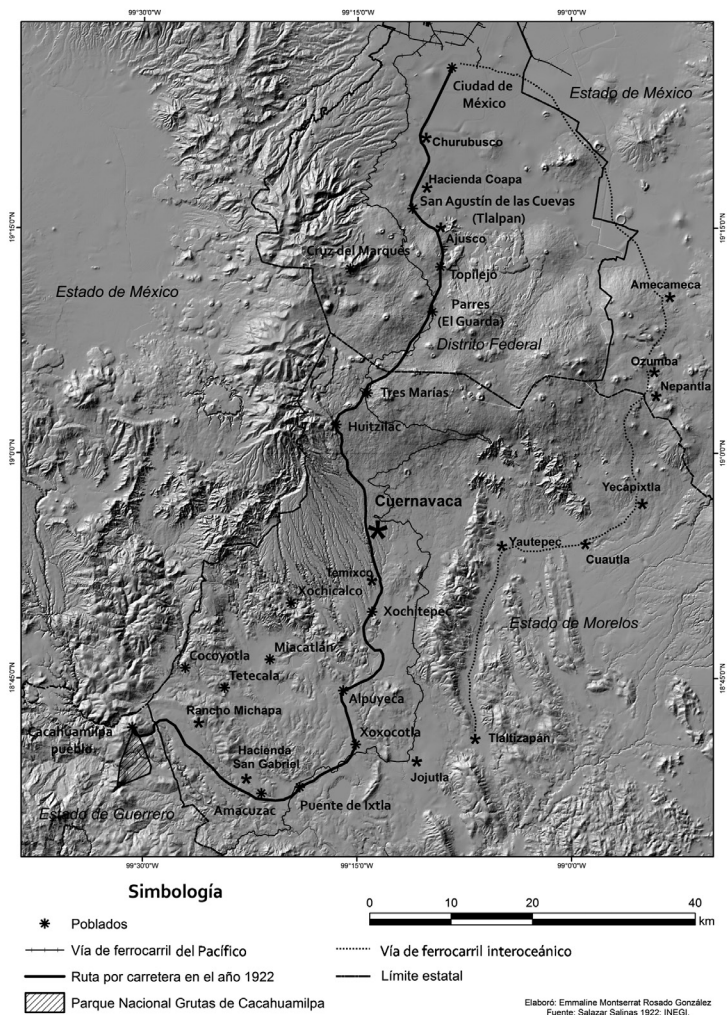 99°30'0"O 99°15'0"O 99°0'0"O
Ciudad de
México
Estado de México
Churubusco
Hacienda Coapa
San Agustín de las Cuevas
(Tlalpan)
19°15'0"N 19°15'0"N
Ajusco
Cruz del Marqués
Topilejo
Estado de México
Amecameca
Parres
(El Guarda)
Distrito Federal
Ozumba
Nepantla
Tres Marías
Huitzilac
19°0'0"N 19°0'0"N
Yecapixtla
Cuernavaca
Yautepec
Cuautla
Temixco
Xochicalco
Xochitepec
Estado de Morelos
Miacatlán
Cocoyotla
18°45'0"N 18°45'0"N
Tetecala
Alpuyeca
Rancho Michapa
Cacahuamilpa
pueblo
Xoxocotla
Tlaltizapán
Hacienda
San Gabriel
Jojutla
Puente de Ixtla
Amacuzac
Estado de Guerrero
99°30'0"O 99°15'0"O 99°0'0"O
Simbología
0 10 20 40
km
Poblados
Vía de ferrocarril del Pacífico
Vía de ferrocarril interoceánico
Ruta por carretera en el año 1922
Límite estatal
Parque Nacional Grutas de Cacahuamilpa
Elaboró: Emmaline Montserrat Rosado González
Fuente: Salazar Salinas 1922; INEGI.